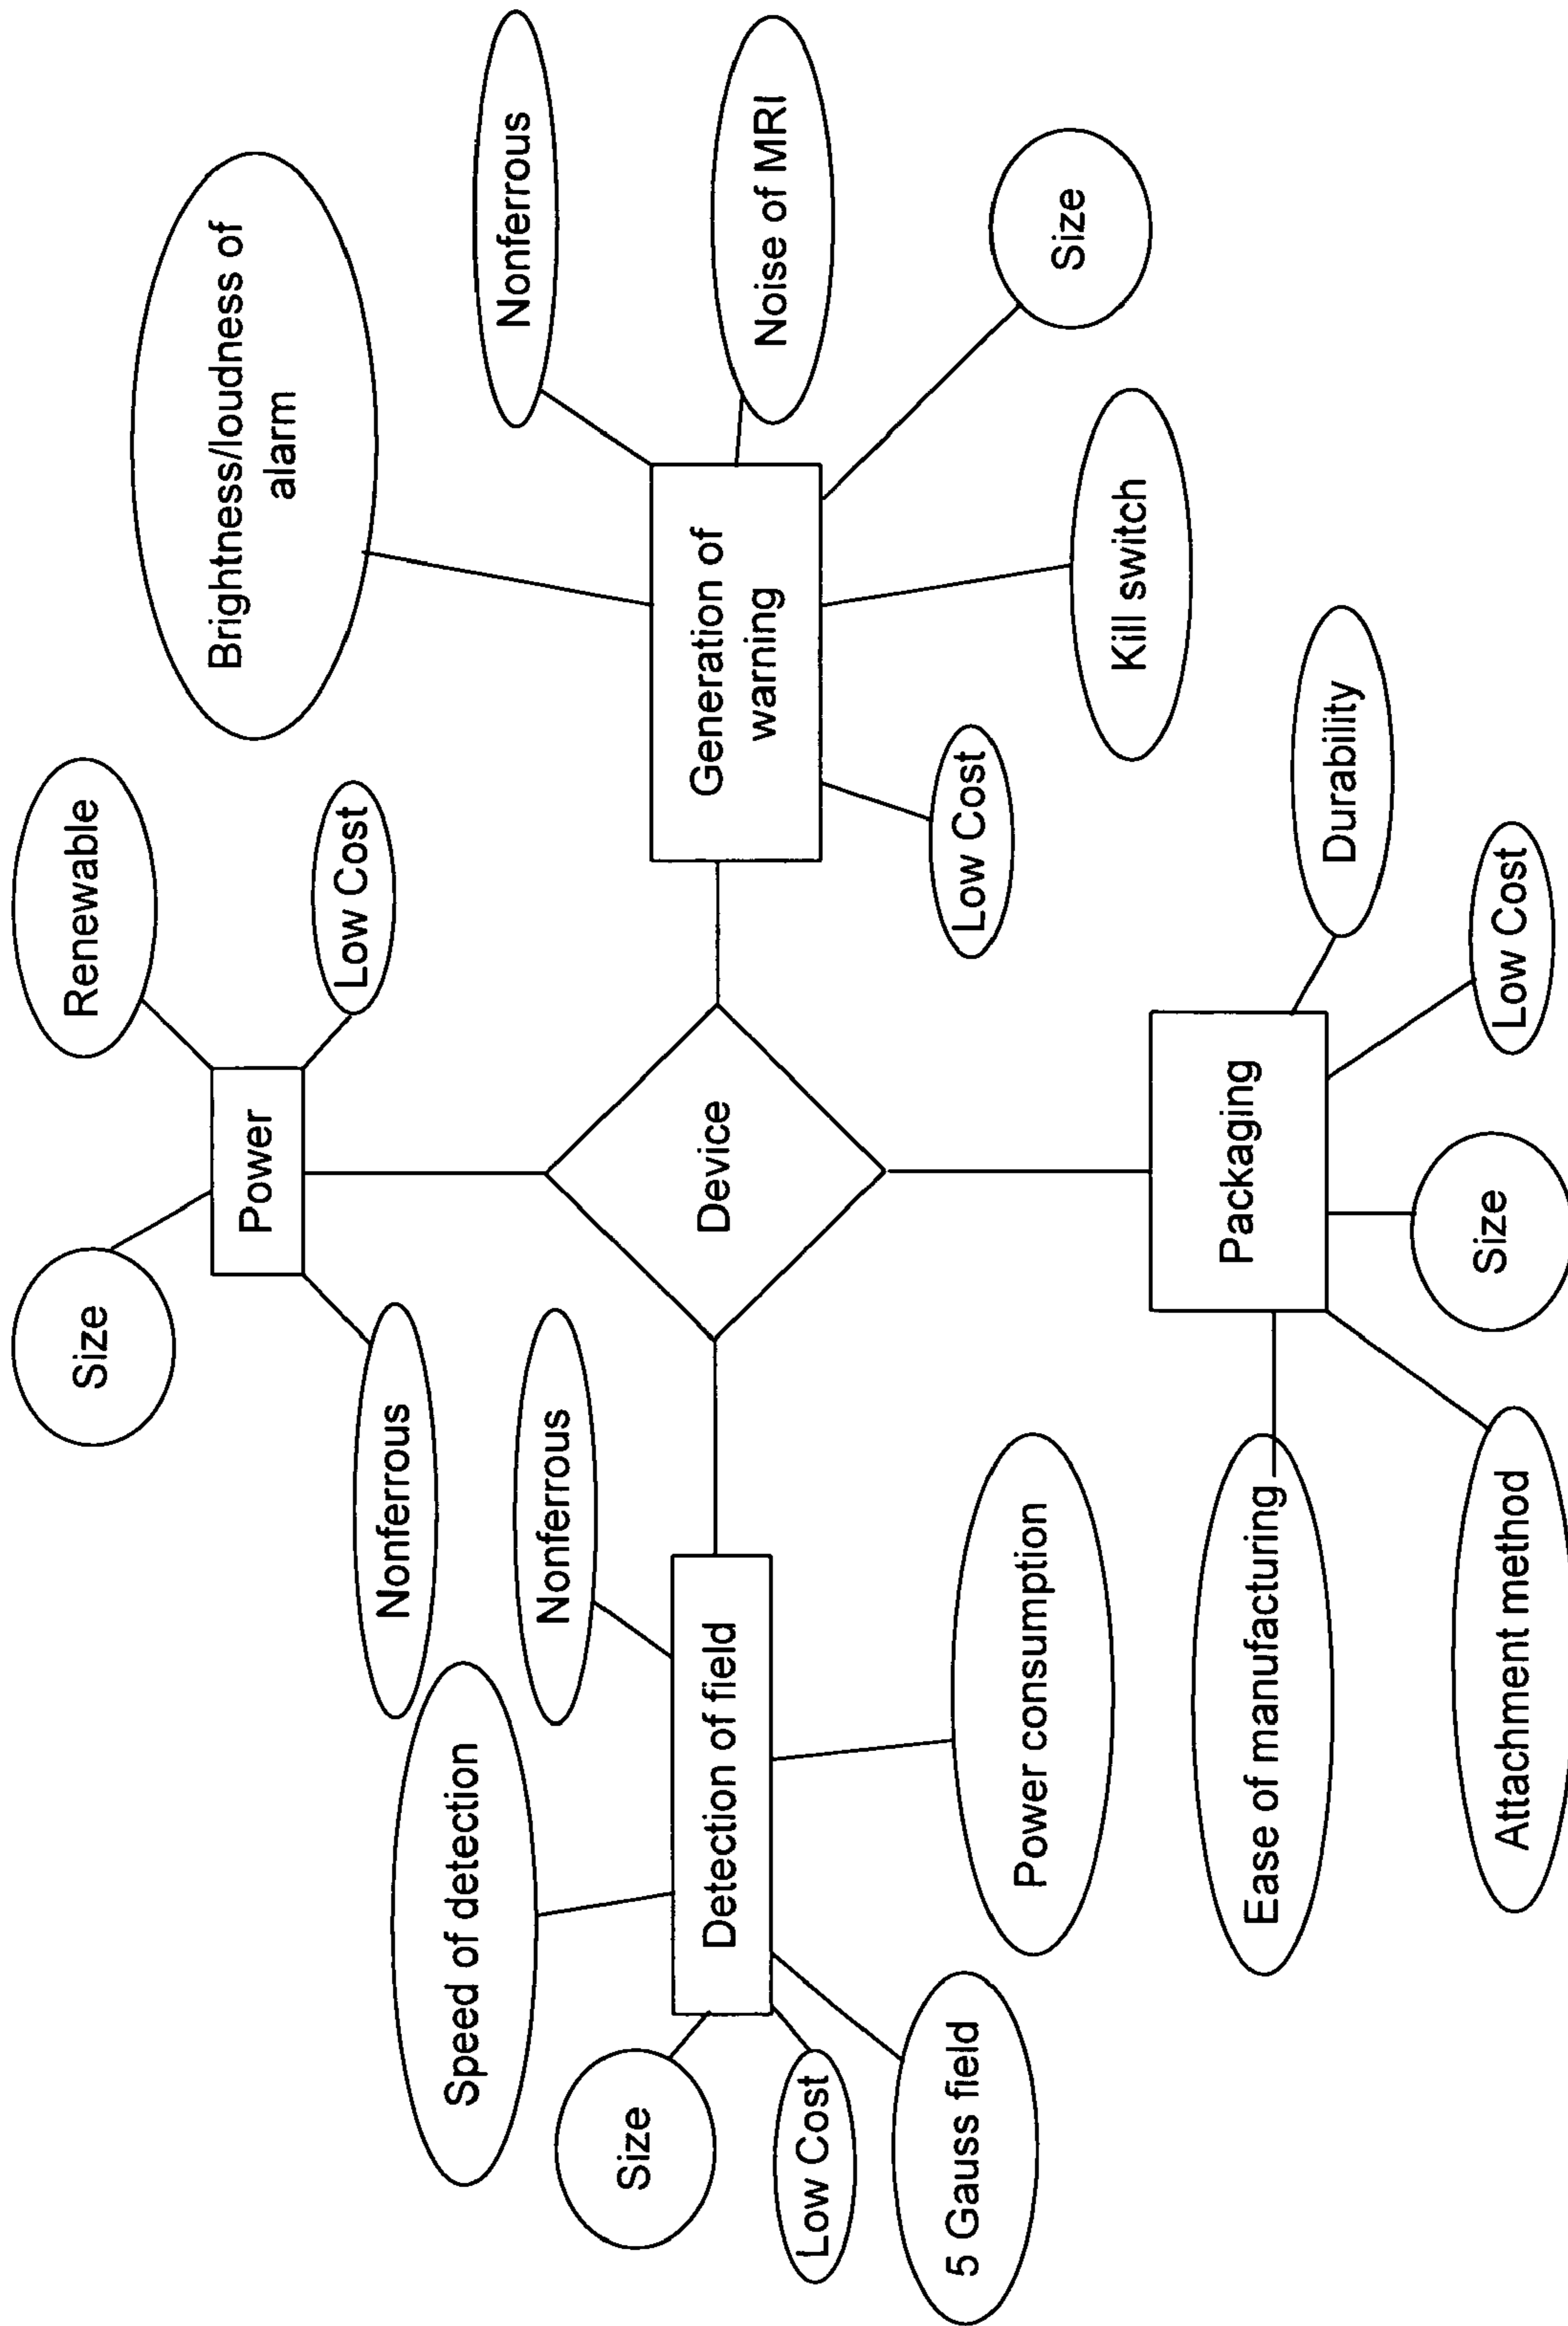 Size
Renewable
Power
Low Cost
Nonferrous
Speed of detection
Nonferrous
Size
Detection of field
Low Cost
5 Gauss field
Power consumption
Device
Brightness/loudness of
alarm
Nonferrous
Generation of
warning
Noise of MRI
Size
Low Cost
Kill switch
Packaging
Ease of manufacturing
Attachment method
Size
Low Cost
Durability